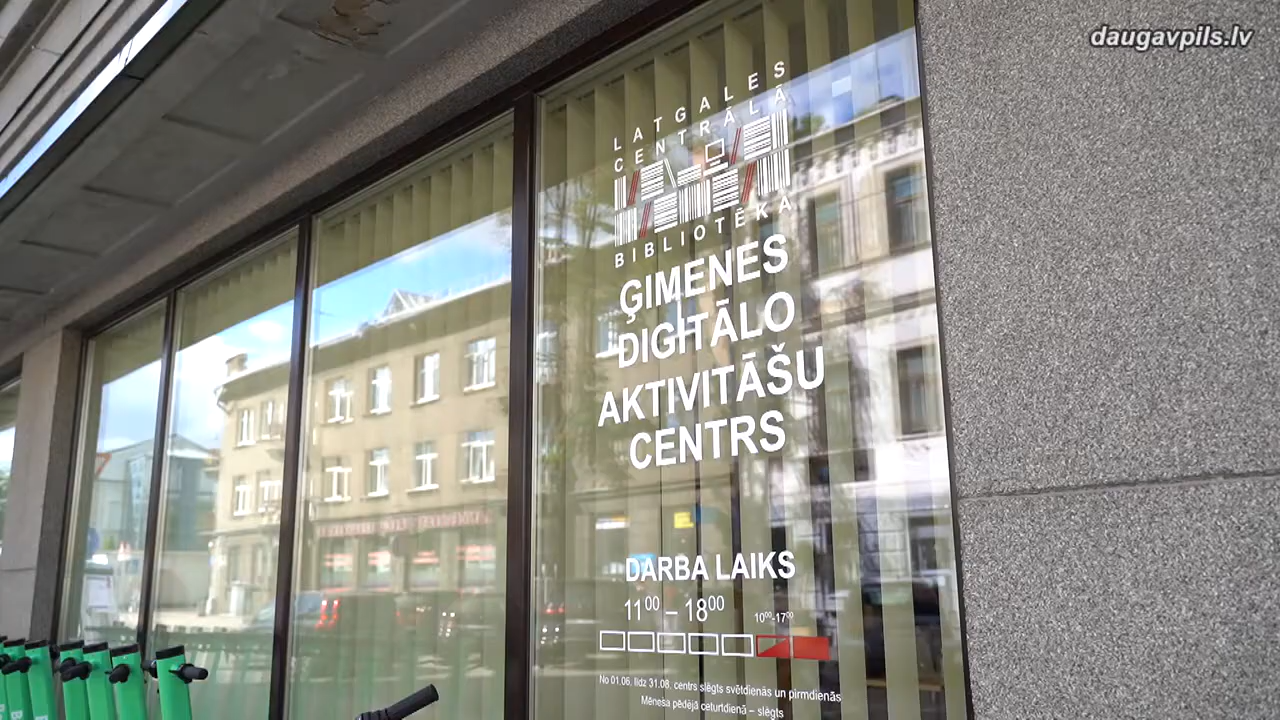 daugavpils.lv
LATGALES
CENTRĀLĀ
BIBLIOTĒKA
ĢIMENES
DIGITĀLO
AKTIVITĀŠU
CENTRS
DARBA LAIKS
11⁰⁰ – 18⁰⁰ 10⁰⁰-17⁰⁰
No 01.06. līdz 31.08. centrs slēgts svētdienās un pirmdienās
Mēneša pēdējā ceturtdienā – slēgts